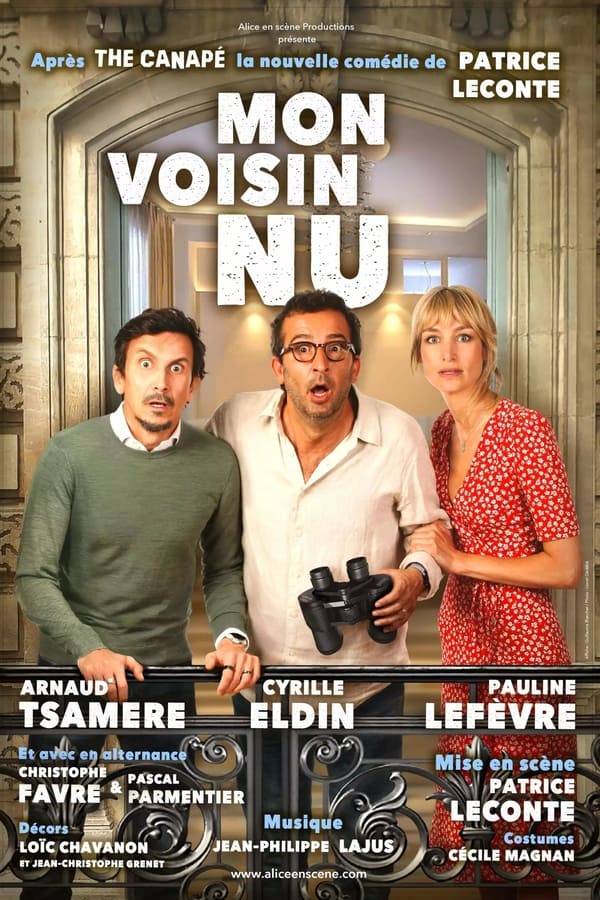 Alice en scène Productions
présente
Après THE CANAPÉ la nouvelle comédie de PATRICE
LECONTE
MON
VOISIN
NU
ARNAUD CYRILLE PAULINE
TSAMERE ELDIN LEFÈVRE
Et avec en alternance
CHRISTOPHE
FAVRE & PASCAL
PARMENTIER
Mise en scène
PATRICE
LECONTE
Décors
LOÏC CHAVANON
ET JEAN-CHRISTOPHE GRENET
Musique
JEAN-PHILIPPE LAJUS
Costumes
CÉCILE MAGNAN
www.aliceenscene.com